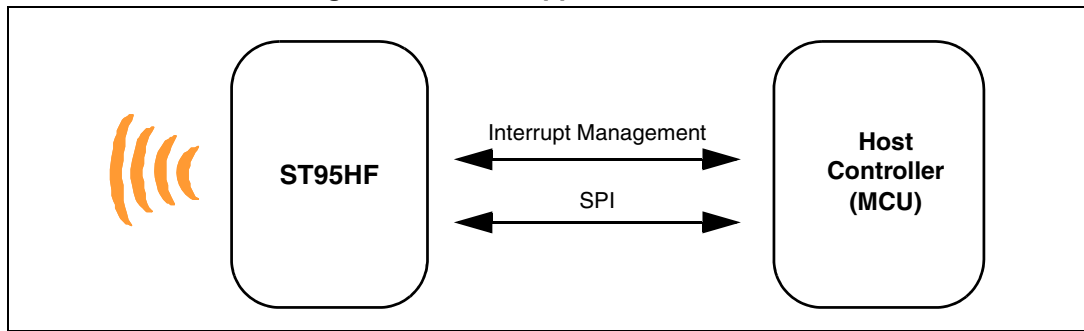 Interrupt Management
ST95HF
SPI
Host
Controller
(MCU)